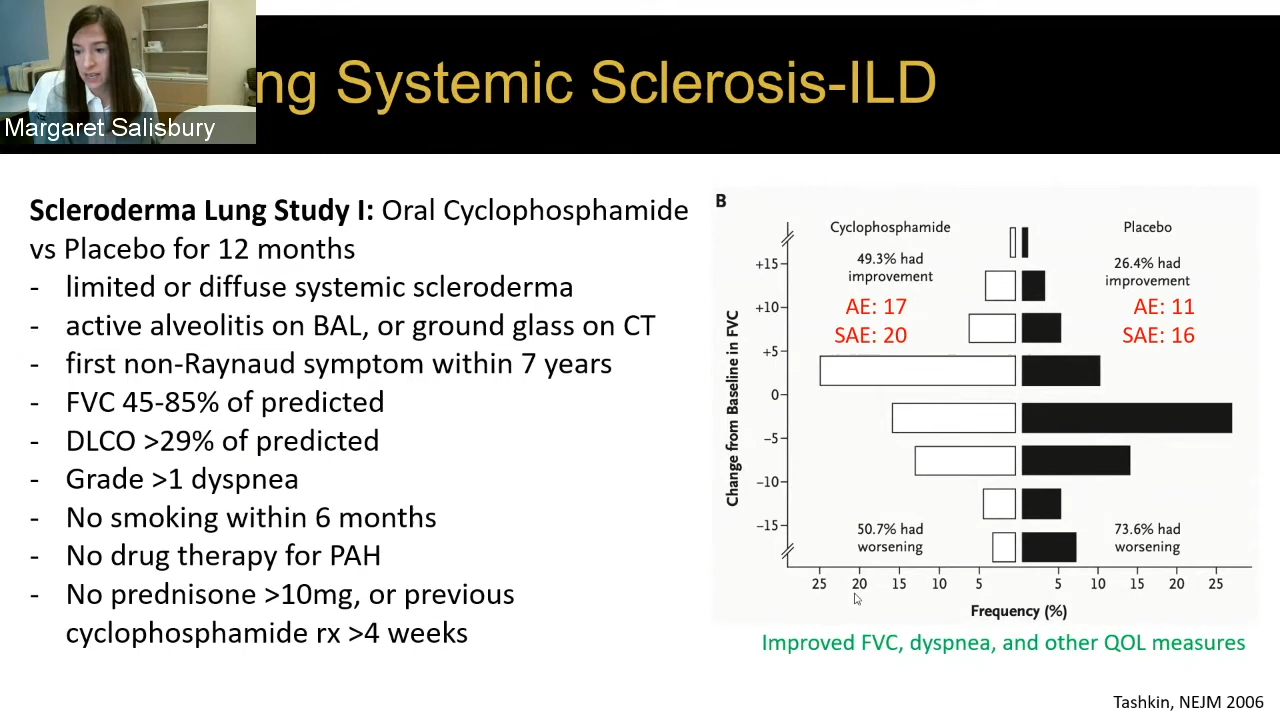 ng Systemic Sclerosis-ILD
Margaret Salisbury
Scleroderma Lung Study I: Oral Cyclophosphamide
vs Placebo for 12 months
- limited or diffuse systemic scleroderma
- active alveolitis on BAL, or ground glass on CT
- first non-Raynaud symptom within 7 years
- FVC 45-85% of predicted
- DLCO >29% of predicted
- Grade >1 dyspnea
- No smoking within 6 months
- No drug therapy for PAH
- No prednisone >10mg, or previous
cyclophosphamide rx >4 weeks
B
Cyclophosphamide
Placebo
49.3% had
improvement
26.4% had
improvement
AE: 17
SAE: 20
AE: 11
SAE: 16
Change from Baseline in FVC
+15
+10
+5
0
−5
−10
−15
50.7% had
worsening
73.6% had
worsening
25 20 15 10 5 5 10 15 20 25
Frequency (%)
Improved FVC, dyspnea, and other QOL measures
Tashkin, NEJM 2006